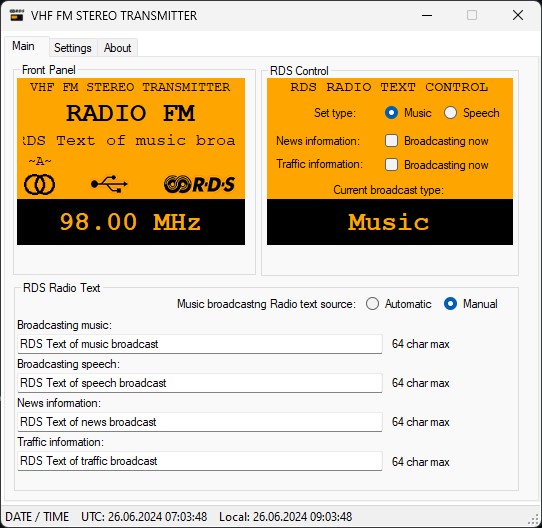 VHF FM STEREO TRANSMITTER
Main Settings About
Front Panel
VHF FM STEREO TRANSMITTER
RADIO FM
RDS Text of music broa
~A~
R·D·S
98.00 MHz
RDS Control
RDS RADIO TEXT CONTROL
Set type: Music Speech
News information: Broadcasting now
Traffic information: Broadcasting now
Current broadcast type:
Music
RDS Radio Text
Music broadcastng Radio text source: Automatic Manual
Broadcasting music:
RDS Text of music broadcast 64 char max
Broadcasting speech:
RDS Text of speech broadcast 64 char max
News information:
RDS Text of news broadcast 64 char max
Traffic information:
RDS Text of traffic broadcast 64 char max
DATE / TIME UTC: 26.06.2024 07:03:48 Local: 26.06.2024 09:03:48